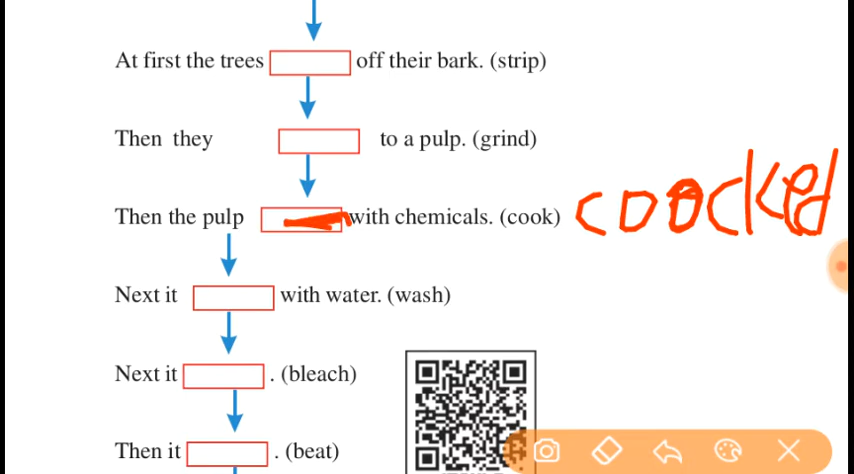 At first the trees off their bark. (strip)
Then they to a pulp. (grind)
Then the pulp with chemicals. (cook) coocked
Next it with water. (wash)
Next it . (bleach)
Then it . (beat)